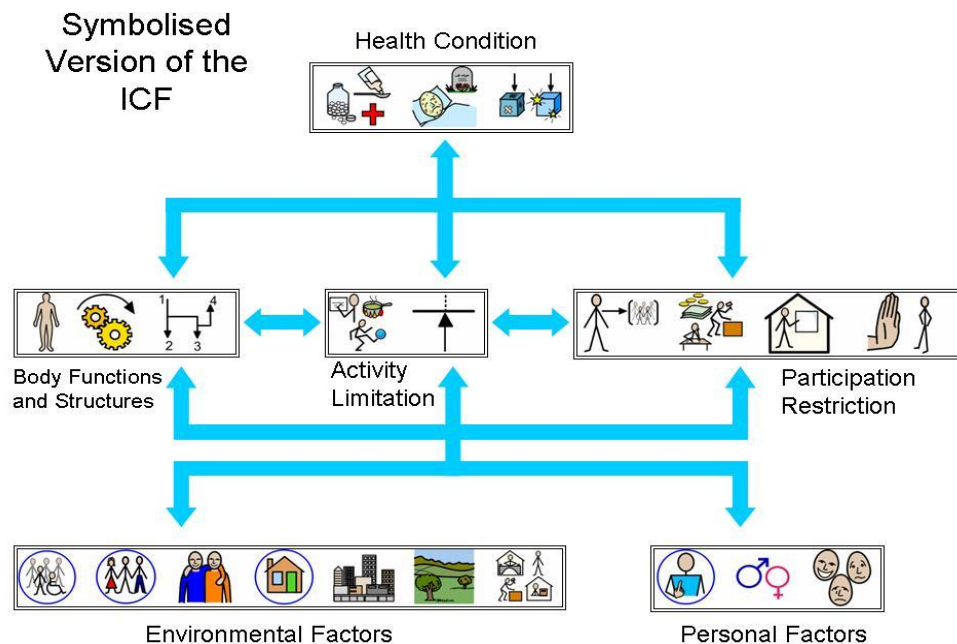 Symbolised
Version of the
ICF
Health Condition
1
4
2
3
Body Functions
and Structures
Activity
Limitation
Participation
Restriction
Environmental Factors
Personal Factors